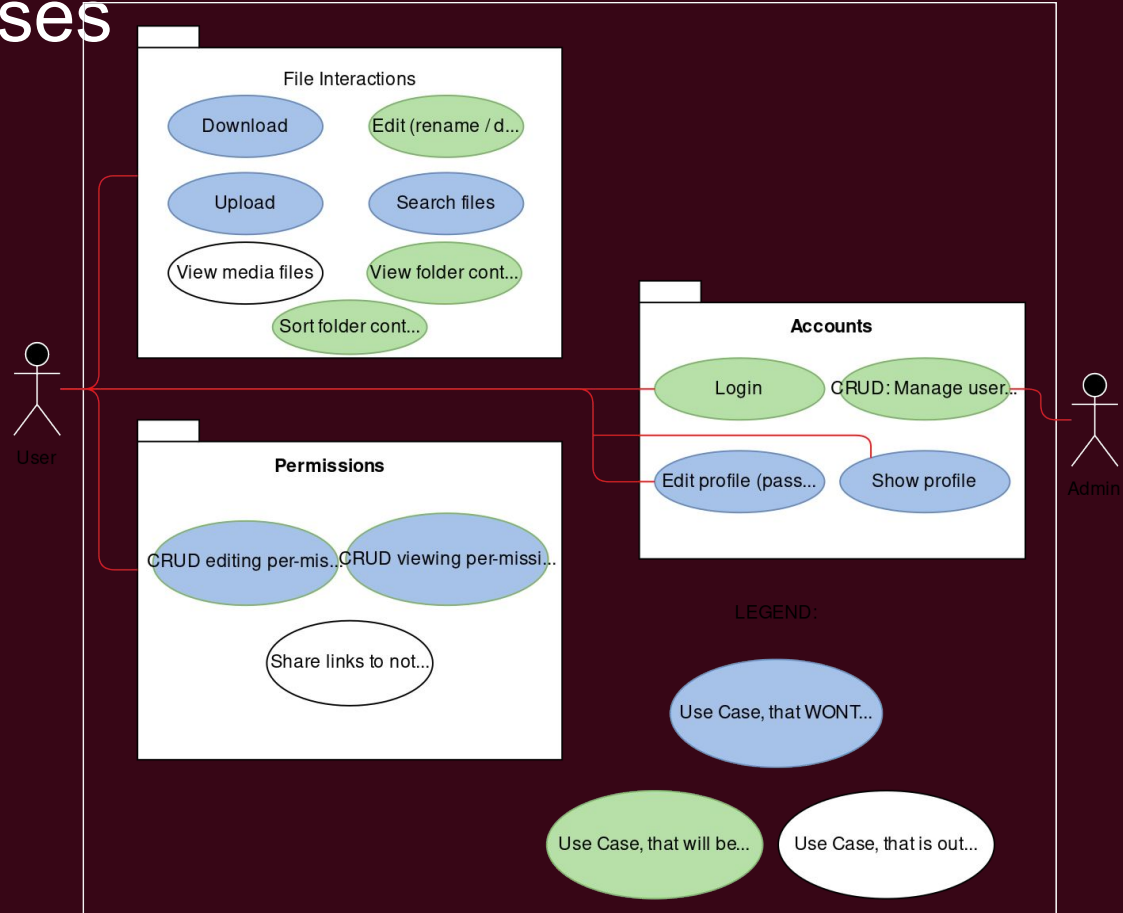 ses
File Interactions
Download
Edit (rename / d...
Upload
Search files
View media files
View folder cont...
Sort folder cont...
Accounts
Login
CRUD: Manage user...
Edit profile (pass...
Show profile
User
Admin
Permissions
CRUD editing per-mis...
CRUD viewing per-missi...
Share links to not...
LEGEND:
Use Case, that WONT...
Use Case, that will be...
Use Case, that is out...